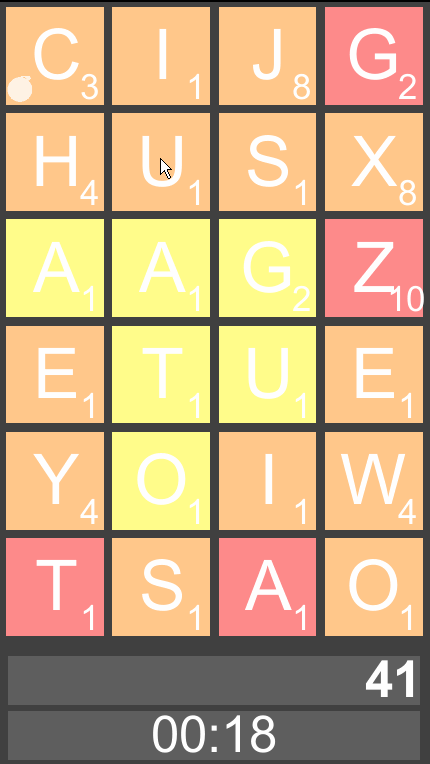 C3 I1 J8 G2
H4 U1 S1 X8
A1 A1 G2 Z10
E1 T1 U1 E1
Y4 O1 I1 W4
T1 S1 A1 O1
41
00:18